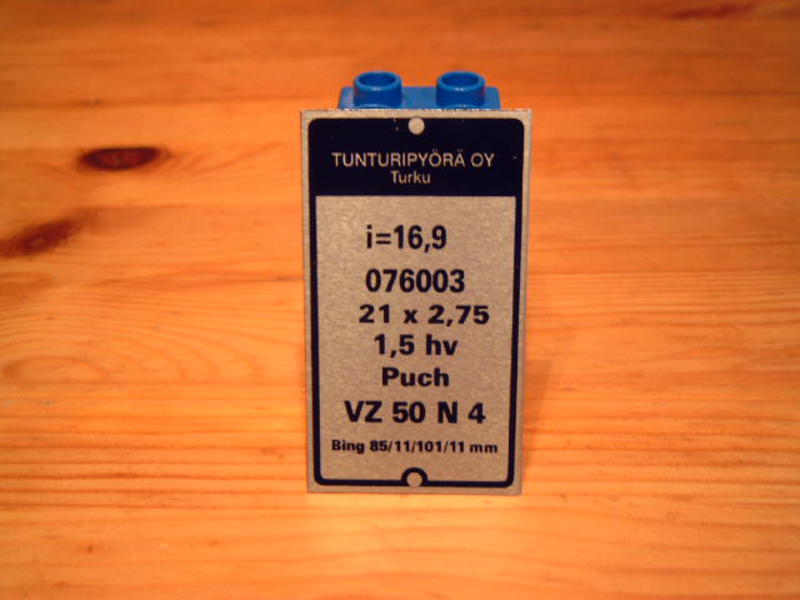 TUNTURIPYÖRÄ OY
Turku
i=16,9
076003
21 x 2,75
1,5 hv
Puch
VZ 50 N 4
Bing 85/11/101/11 mm